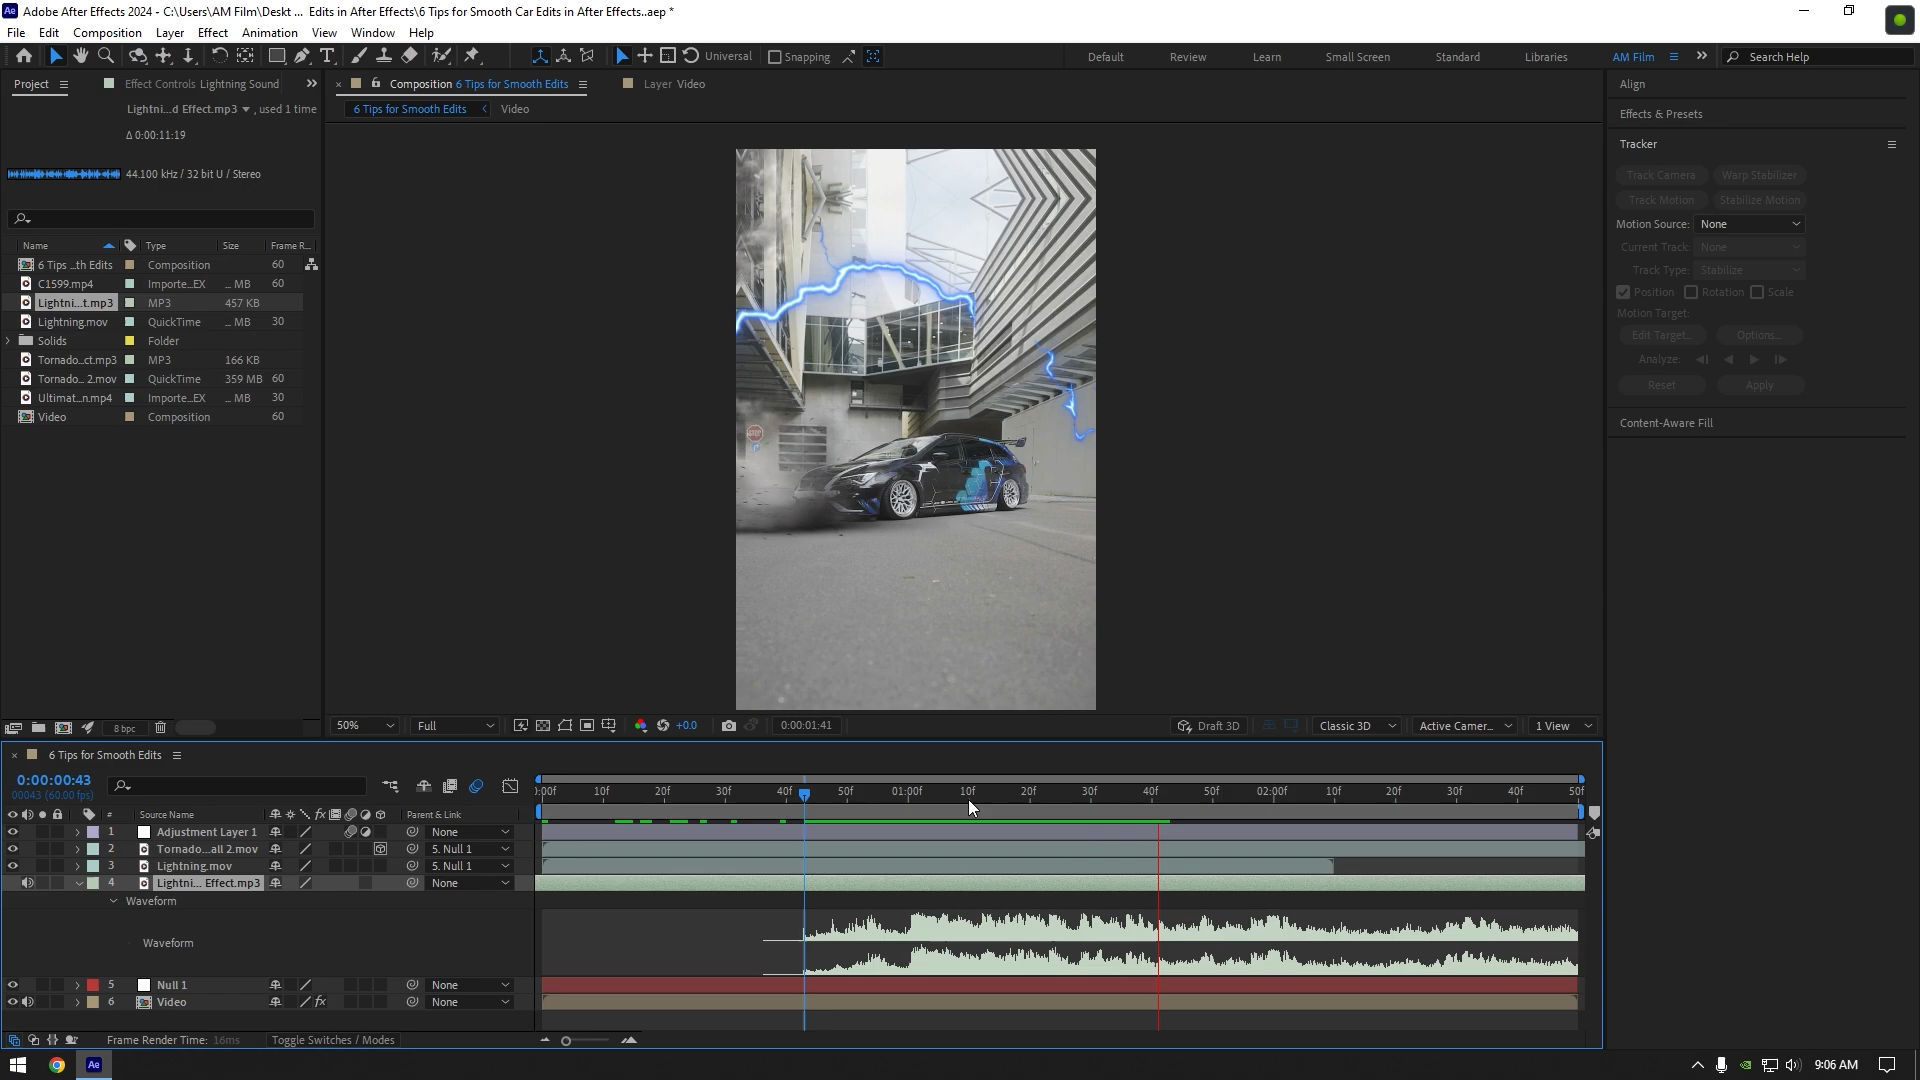 Adobe After Effects 2024 - C:\Users\AM Film\Deskt ... Edits in After Effects\6 Tips for Smooth Car Edits in After Effects..aep *
File Edit Composition Layer Effect Animation View Window Help
Universal Snapping Default Review Learn Small Screen Standard Libraries AM Film Search Help
Project Effect Controls Lightning Sound Composition 6 Tips for Smooth Edits Layer Video Align
6 Tips for Smooth Edits Video
Lightni...d Effect.mp3 , used 1 time
Effects & Presets
Δ 0:00:11:19
Tracker
44.100 kHz / 32 bit U / Stereo
Track Camera Warp Stabilizer
Track Motion Stabilize Motion
Motion Source: None
Name Type Size Frame R...
Current Track: None
6 Tips ...th Edits Composition 60
Track Type: Stabilize
C1599.mp4 Importe...EX ... MB 60
Position Rotation Scale
Lightni...t.mp3 MP3 457 KB
Motion Target:
Lightning.mov QuickTime ... MB 30
Edit Target... Options...
Solids Folder
Analyze:
Tornado...ct.mp3 MP3 166 KB
Tornado... 2.mov QuickTime 359 MB 60
Reset Apply
Ultimat...n.mp4 Importe...EX ... MB 30
Video Composition 60
Content-Aware Fill
STOP
8 bpc
50% Full +0.0 0:00:01:41 Draft 3D Classic 3D Active Camer... 1 View
6 Tips for Smooth Edits
0:00:00:43
00043 (60.00 fps)
):00f 10f 20f 30f 40f 50f 01:00f 10f 20f 30f 40f 50f 02:00f 10f 20f 30f 40f 50f
# Source Name fx Parent & Link
1 Adjustment Layer 1 None
2 Tornado...all 2.mov 5. Null 1
3 Lightning.mov 5. Null 1
4 Lightni... Effect.mp3 None
Waveform
Waveform
5 Null 1 None
6 Video fx None
Frame Render Time: 16ms Toggle Switches / Modes
Ae 9:06 AM